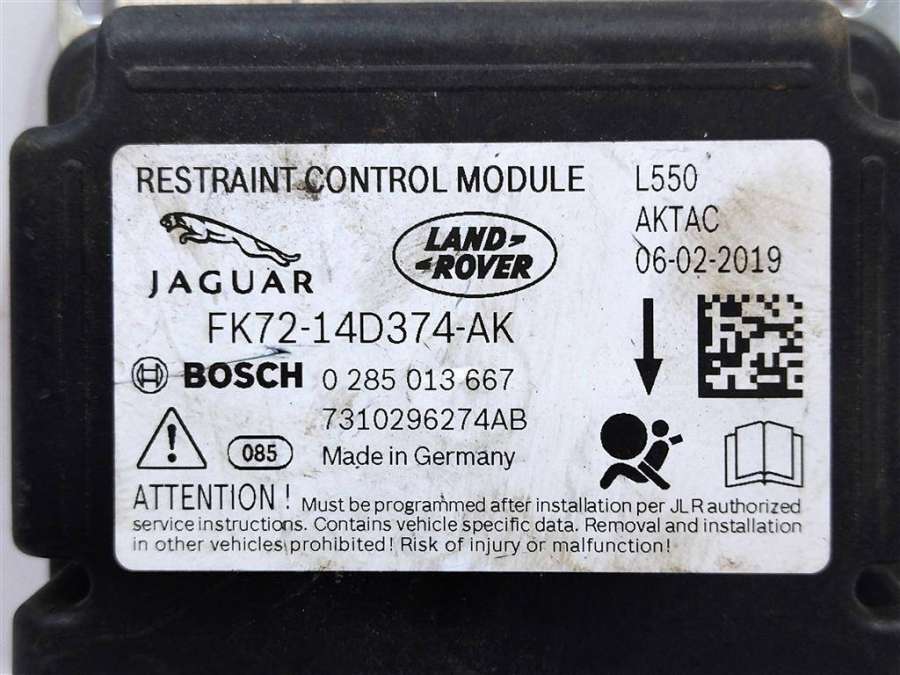 RESTRAINT CONTROL MODULE
L550
AKTAC
06-02-2019
JAGUAR
LAND-
-ROVER
FK72-14D374-AK
BOSCH 0 285 013 667
7310296274AB
085 Made in Germany
ATTENTION ! Must be programmed after installation per JLR authorized
service instructions. Contains vehicle specific data. Removal and installation
in other vehicles prohibited! Risk of injury or malfunction!